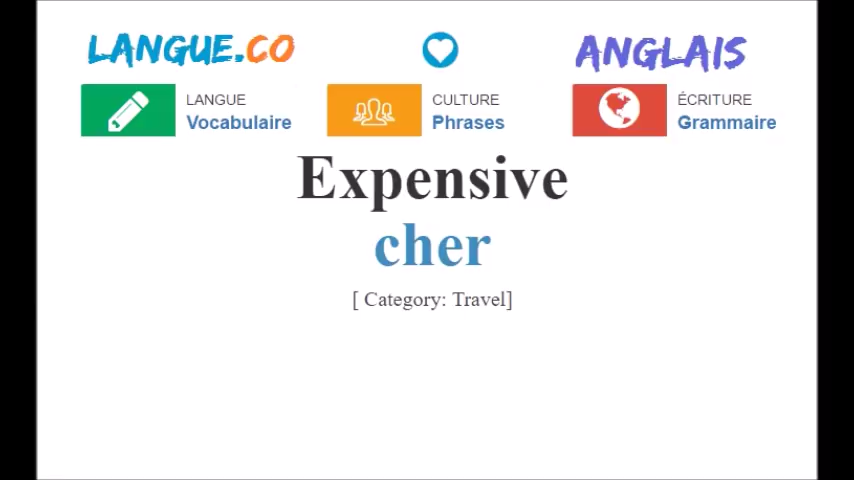 LANGUE.CO
ANGLAIS
LANGUE
Vocabulaire
CULTURE
Phrases
ÉCRITURE
Grammaire
Expensive
cher
[ Category: Travel]